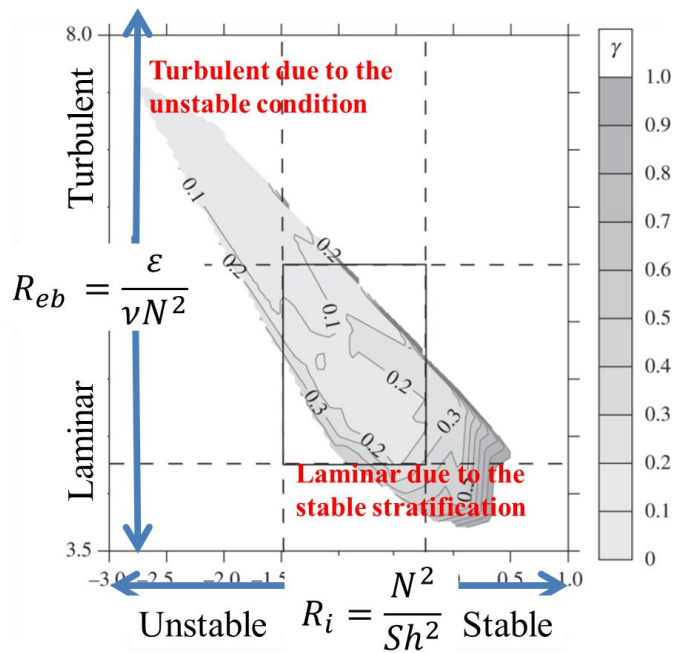 8.0
Turbulent
Turbulent due to the
unstable condition
γ
1.0
0.9
0.8
0.7
0.6
0.5
0.4
0.3
0.2
0.1
0
0.1
0.2
0.2
0.1
0.2
0.3
0.3
0.2
0.5
R_eb = ε / νN²
Laminar
Laminar due to the
stable stratification
3.5
−3.0 −2.0 −1.5 0.5 1.0
Unstable R_i = N² / Sh² Stable